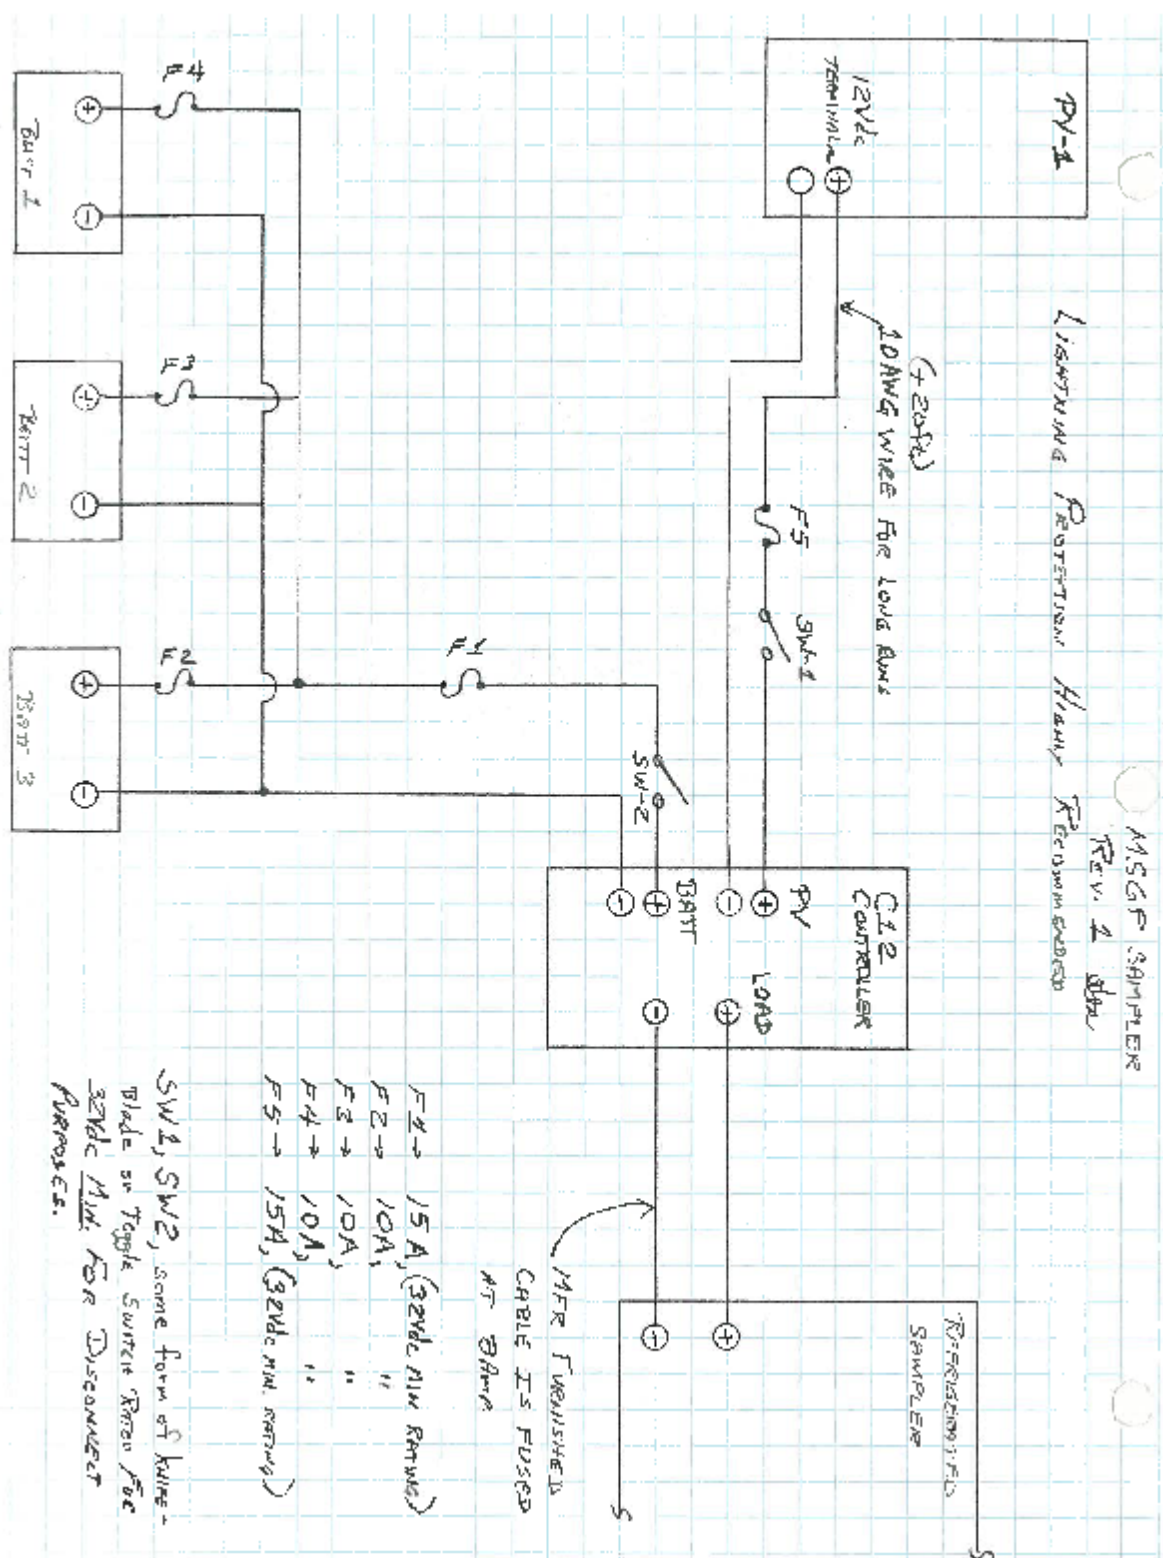 MSGF SAMPLER
REV. 1
LIGHTNING PROTECTION HIGHLY RECOMMENDED
PV-1
12Vdc
TERMINALS
+
(+20ft)
10AWG WIRE FOR LONG RUNS
F5
SW-1
C12
CONTROLLER
PV
+
-
BATT
+
-
LOAD
+
-
REFRIGERATED
SAMPLER
+
-
S
S
MFR FURNISHED
CABLE IS FUSED
AT 8AMP
SW-2
F1
F4
F3
F2
+
-
BATT 1
+
-
BATT 2
+
-
BATT 3
F1→ 15A, (32Vdc MIN RATING)
F2→ 10A, "
F3→ 10A, "
F4→ 10A, "
F5→ 15A, (32Vdc MIN. RATING)
SW1, SW2, some form of KNIFE-
Blade or Toggle SWITCH RATED FOR
32Vdc MIN. FOR DISCONNECT
PURPOSES.